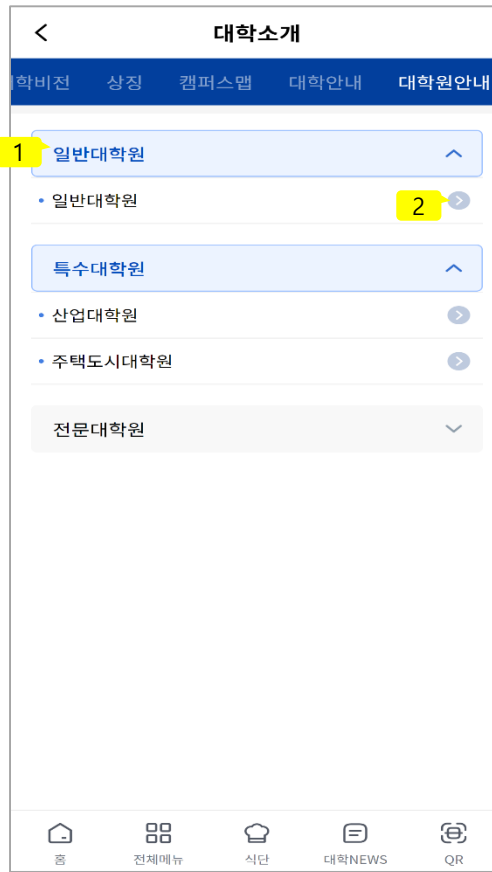 대학소개
학비전 상징 캠퍼스맵 대학안내 대학원안내
1 일반대학원
일반대학원 2
특수대학원
산업대학원
주택도시대학원
전문대학원
홈 전체메뉴 식단 대학NEWS QR